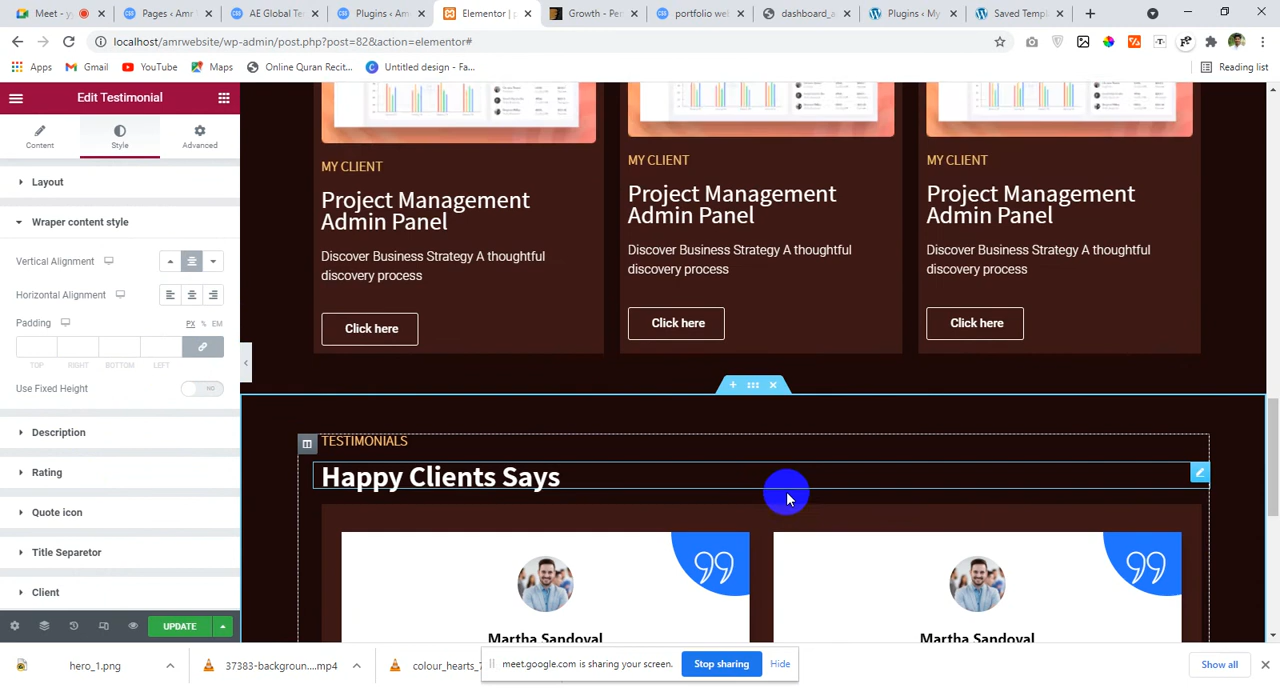 Meet - y
Pages ‹ Amr
AE Global Te
Plugins ‹ Am
Elementor | p
Growth - Per
portfolio web
dashboard_a
Plugins ‹ My
Saved Templ
localhost/amrwebsite/wp-admin/post.php?post=82&action=elementor#
Apps
Gmail
YouTube
Maps
Online Quran Recit...
Untitled design - Fa...
Reading list
Edit Testimonial
Content
Style
Advanced
Layout
Wraper content style
Vertical Alignment
Horizontal Alignment
Padding
PX % EM
TOP RIGHT BOTTOM LEFT
Use Fixed Height
NO
Description
Rating
Quote icon
Title Separetor
Client
UPDATE
MY CLIENT
Project Management
Admin Panel
Discover Business Strategy A thoughtful
discovery process
Click here
MY CLIENT
Project Management
Admin Panel
Discover Business Strategy A thoughtful
discovery process
Click here
MY CLIENT
Project Management
Admin Panel
Discover Business Strategy A thoughtful
discovery process
Click here
TESTIMONIALS
Happy Clients Says
Martha Sandoval
Martha Sandoval
hero_1.png
37383-backgroun....mp4
colour_hearts_7
meet.google.com is sharing your screen.
Stop sharing
Hide
Show all